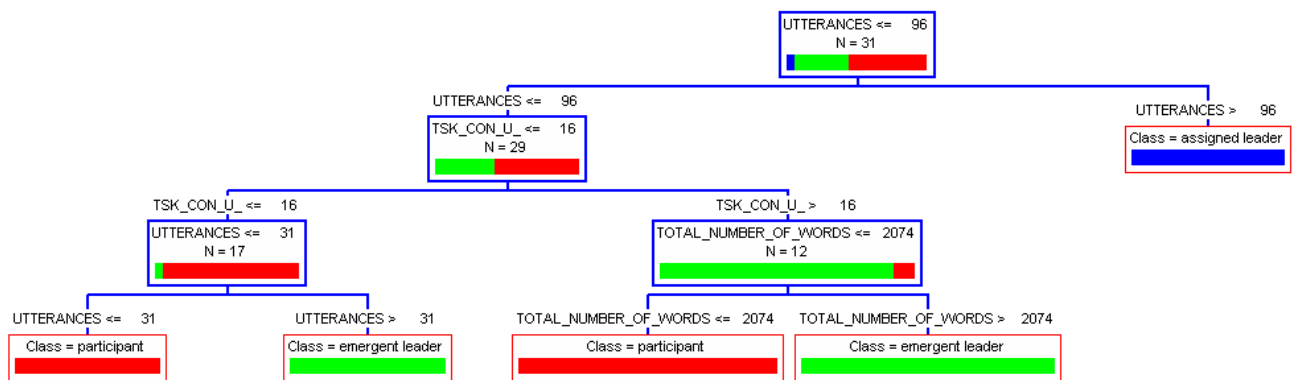 UTTERANCES <= 96
N = 31
UTTERANCES <= 96
UTTERANCES > 96
TSK_CON_U_ <= 16
N = 29
Class = assigned leader
TSK_CON_U_ <= 16
TSK_CON_U_ > 16
UTTERANCES <= 31
N = 17
TOTAL_NUMBER_OF_WORDS <= 2074
N = 12
UTTERANCES <= 31
UTTERANCES > 31
TOTAL_NUMBER_OF_WORDS <= 2074
TOTAL_NUMBER_OF_WORDS > 2074
Class = participant
Class = emergent leader
Class = participant
Class = emergent leader